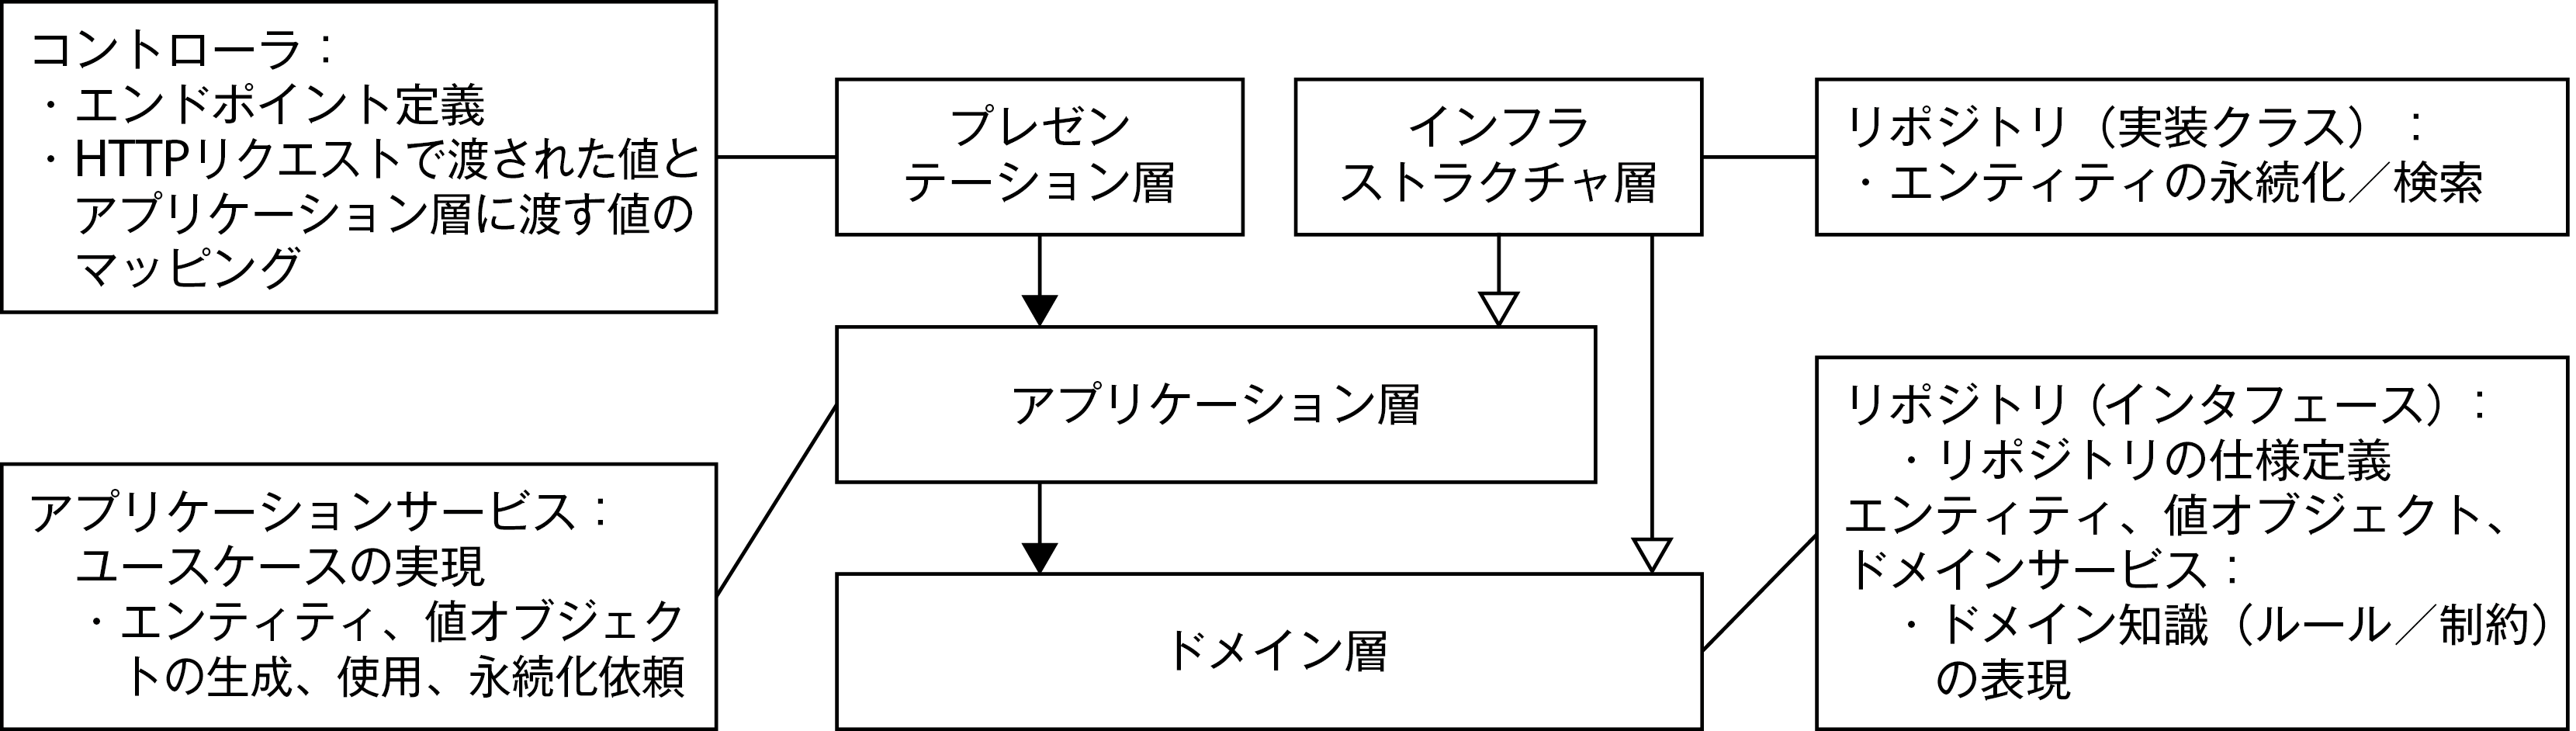 コントローラ：
・エンドポイント定義
・HTTPリクエストで渡された値と
アプリケーション層に渡す値の
マッピング
プレゼン
テーション層
インフラ
ストラクチャ層
リポジトリ（実装クラス）：
・エンティティの永続化／検索
アプリケーション層
アプリケーションサービス：
ユースケースの実現
・エンティティ、値オブジェク
トの生成、使用、永続化依頼
ドメイン層
リポジトリ（インタフェース）：
・リポジトリの仕様定義
エンティティ、値オブジェクト、
ドメインサービス：
・ドメイン知識（ルール／制約）
の表現